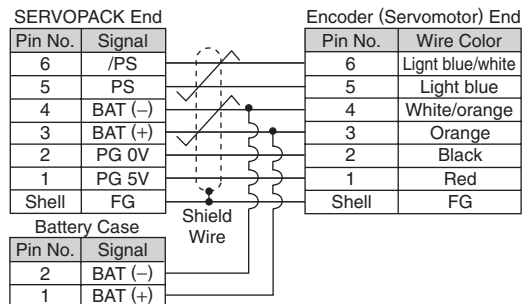 SERVOPACK End
Encoder (Servomotor) End
Pin No. Signal
Pin No. Wire Color
6 /PS
6 Lignt blue/white
5 PS
5 Light blue
4 BAT (−)
4 White/orange
3 BAT (+)
3 Orange
2 PG 0V
2 Black
1 PG 5V
1 Red
Shell FG
Shell FG
Shield
Wire
Battery Case
Pin No. Signal
2 BAT (−)
1 BAT (+)